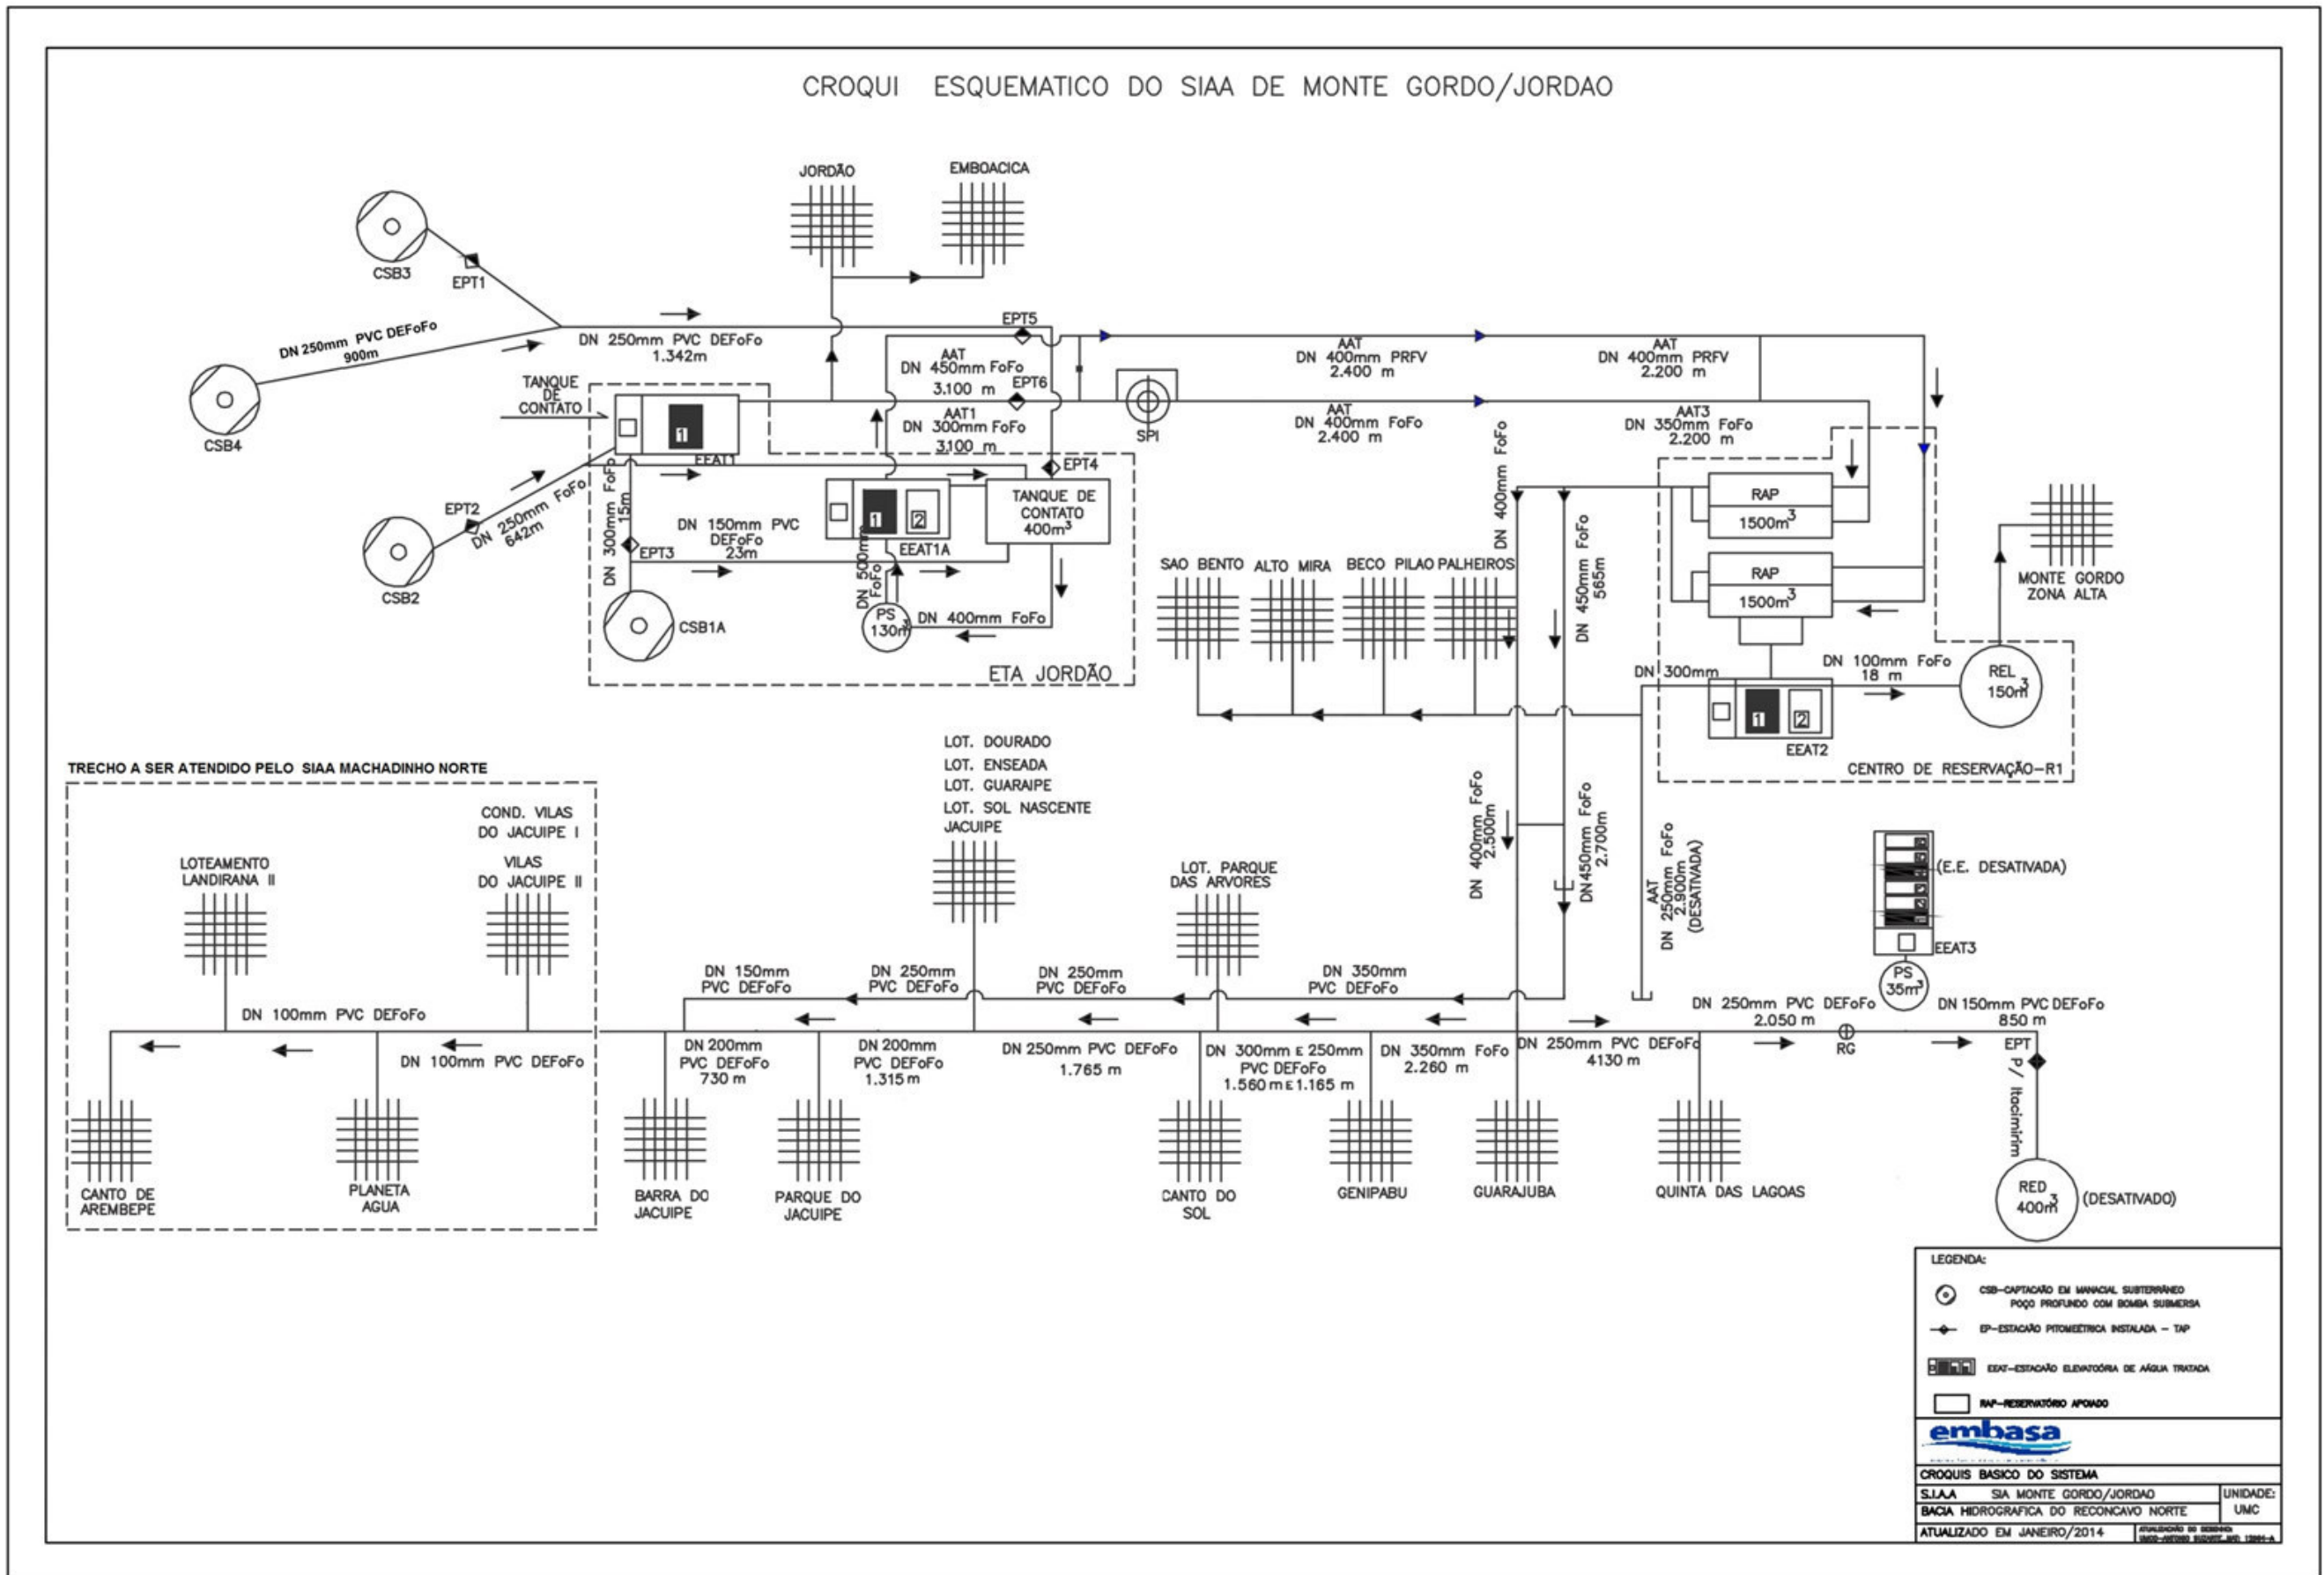 CROQUI ESQUEMATICO DO SIAA DE MONTE GORDO/JORDAO
JORDÃO
EMBOACICA
CSB3
EPT1
DN 250mm PVC DEFoFo
900m
CSB4
DN 250mm PVC DEFoFo
1.342m
TANQUE
DE
CONTATO
1
EEAT1
EPT2
DN 250mm FoFo
642m
CSB2
DN 300mm FoFo
15m
EPT3
CSB1A
DN 150mm PVC
DEFoFo
23m
EPT5
AAT
DN 450mm FoFo
3.100 m
EPT6
AAT1
DN 300mm FoFo
3.100 m
EPT4
1
2
EEAT1A
TANQUE DE
CONTATO
400m³
DN 500mm
FoFo
PS
130m³
DN 400mm FoFo
ETA JORDÃO
SPI
AAT
DN 400mm PRFV
2.400 m
AAT
DN 400mm PRFV
2.200 m
AAT
DN 400mm FoFo
2.400 m
AAT3
DN 350mm FoFo
2.200 m
DN 400mm FoFo
DN 450mm FoFo
565m
RAP
1500m³
RAP
1500m³
MONTE GORDO
ZONA ALTA
SAO BENTO
ALTO MIRA
BECO PILAO
PALHEIROS
DN 300mm
DN 100mm FoFo
18 m
REL
150m³
1
2
EEAT2
CENTRO DE RESERVAÇÃO-R1
TRECHO A SER ATENDIDO PELO SIAA MACHADINHO NORTE
COND. VILAS
DO JACUIPE I
LOTEAMENTO
LANDIRANA II
VILAS
DO JACUIPE II
LOT. DOURADO
LOT. ENSEADA
LOT. GUARAIPE
LOT. SOL NASCENTE
JACUIPE
LOT. PARQUE
DAS ARVORES
DN 400mm FoFo
2.500m
DN450mm FoFo
2.700m
AAT
DN 250mm FoFo
2.900m
(DESATIVADA)
(E.E. DESATIVADA)
EEAT3
PS
35m³
DN 150mm
PVC DEFoFo
DN 250mm
PVC DEFoFo
DN 250mm
PVC DEFoFo
DN 350mm
PVC DEFoFo
DN 250mm PVC DEFoFo
2.050 m
DN 150mm PVC DEFoFo
850 m
DN 100mm PVC DEFoFo
DN 100mm PVC DEFoFo
DN 200mm
PVC DEFoFo
730 m
DN 200mm
PVC DEFoFo
1.315 m
DN 250mm PVC DEFoFo
1.765 m
DN 300mm E 250mm
PVC DEFoFo
1.560 m E 1.165 m
DN 350mm FoFo
2.260 m
DN 250mm PVC DEFoFo
4130 m
RG
EPT
P/ Itacimirim
CANTO DE
AREMBEPE
PLANETA
AGUA
BARRA DO
JACUIPE
PARQUE DO
JACUIPE
CANTO DO
SOL
GENIPABU
GUARAJUBA
QUINTA DAS LAGOAS
RED
400m³
(DESATIVADO)
LEGENDA:
CSB-CAPTACAÃO EM MANACIAL SUBTERRÂNEO
POÇO PROFUNDO COM BOMBA SUBMERSA
EP-ESTACAÃO PITOMEÉTRICA INSTALADA - TAP
EEAT-ESTACAÃO ELEVATOÓRIA DE AÁGUA TRATADA
RAP-RESERVATÓRIO APOIADO
embasa
CROQUIS BASICO DO SISTEMA
S.I.A.A SIA MONTE GORDO/JORDAO
UNIDADE:
UMC
BACIA HIDROGRAFICA DO RECONCAVO NORTE
ATUALIZADO EM JANEIRO/2014